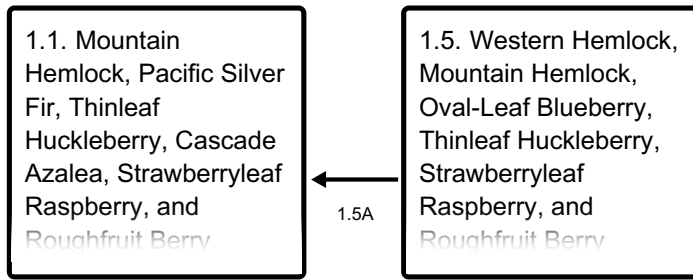 1.1. Mountain
Hemlock, Pacific Silver
Fir, Thinleaf
Huckleberry, Cascade
Azalea, Strawberryleaf
Raspberry, and
Roughfruit Berry
1.5A
1.5. Western Hemlock,
Mountain Hemlock,
Oval-Leaf Blueberry,
Thinleaf Huckleberry,
Strawberryleaf
Raspberry, and
Roughfruit Berry